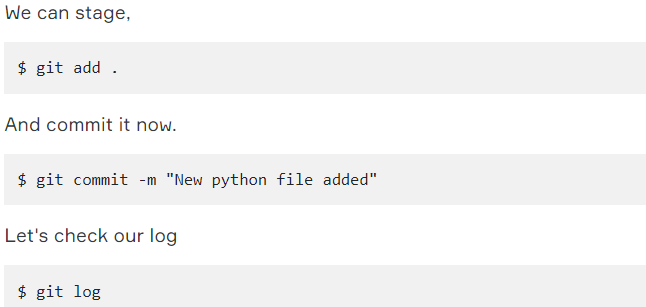 We can stage,
$ git add .
And commit it now.
$ git commit -m "New python file added"
Let's check our log
$ git log